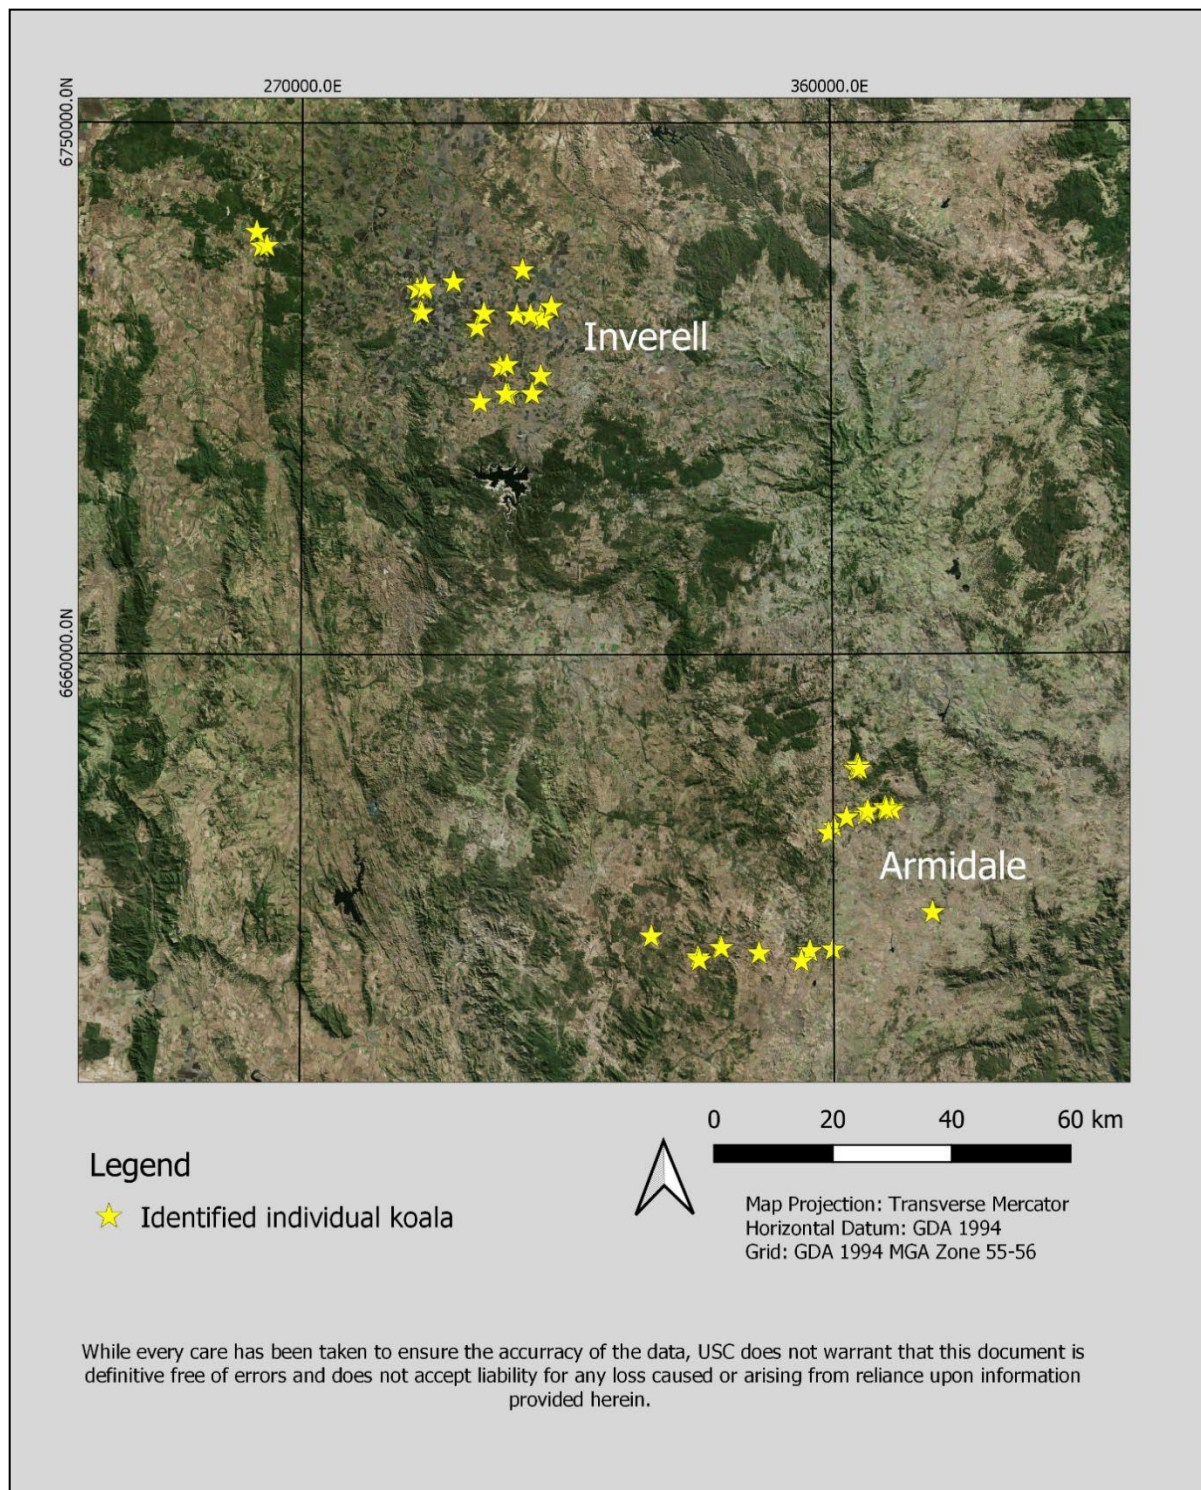 270000.0E 360000.0E
6750000.0N
Inverell
6660000.0N
Armidale
0 20 40 60 km
Legend
Identified individual koala
Map Projection: Transverse Mercator
Horizontal Datum: GDA 1994
Grid: GDA 1994 MGA Zone 55-56
While every care has been taken to ensure the accurracy of the data, USC does not warrant that this document is
definitive free of errors and does not accept liability for any loss caused or arising from reliance upon information
provided herein.